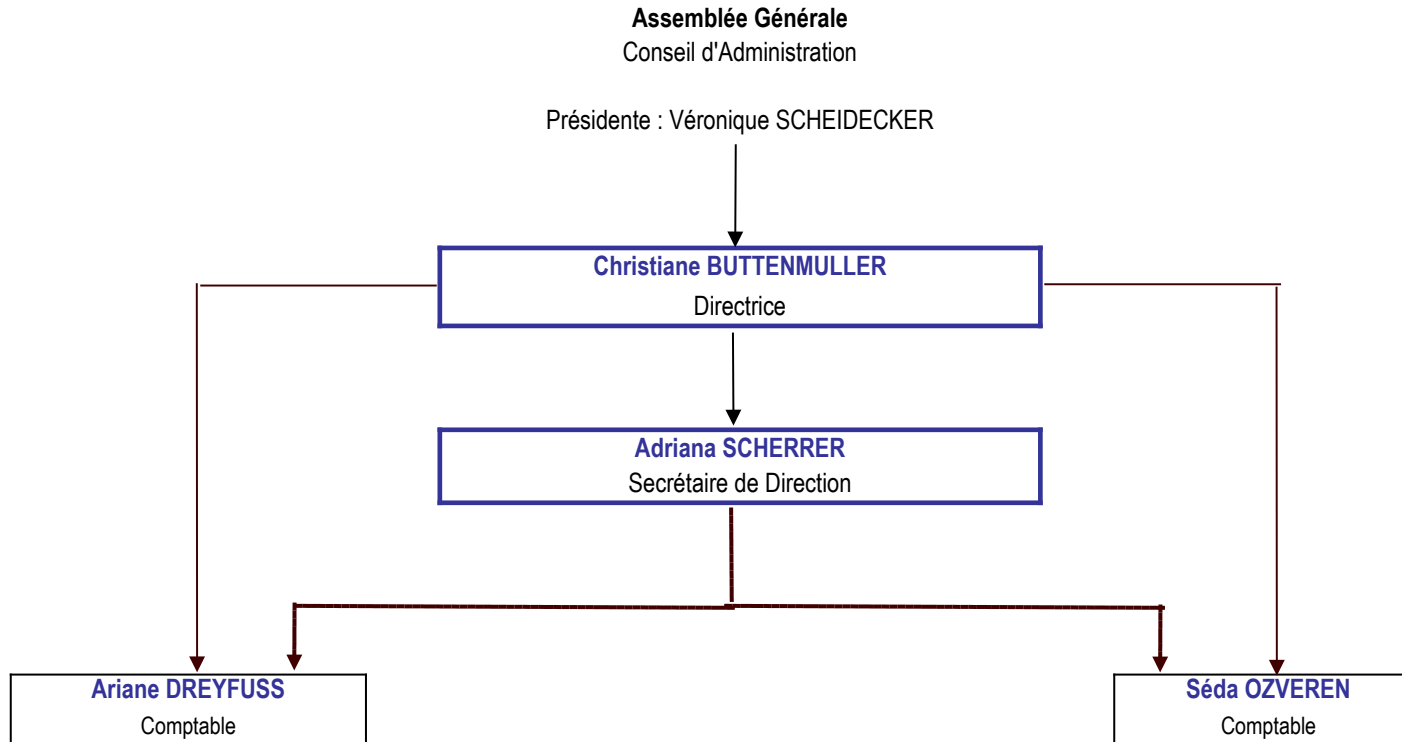 Assemblée Générale
Conseil d'Administration
Présidente : Véronique SCHEIDECKER
Christiane BUTTENMULLER
Directrice
Adriana SCHERRER
Secrétaire de Direction
Ariane DREYFUSS
Comptable
Séda OZVEREN
Comptable